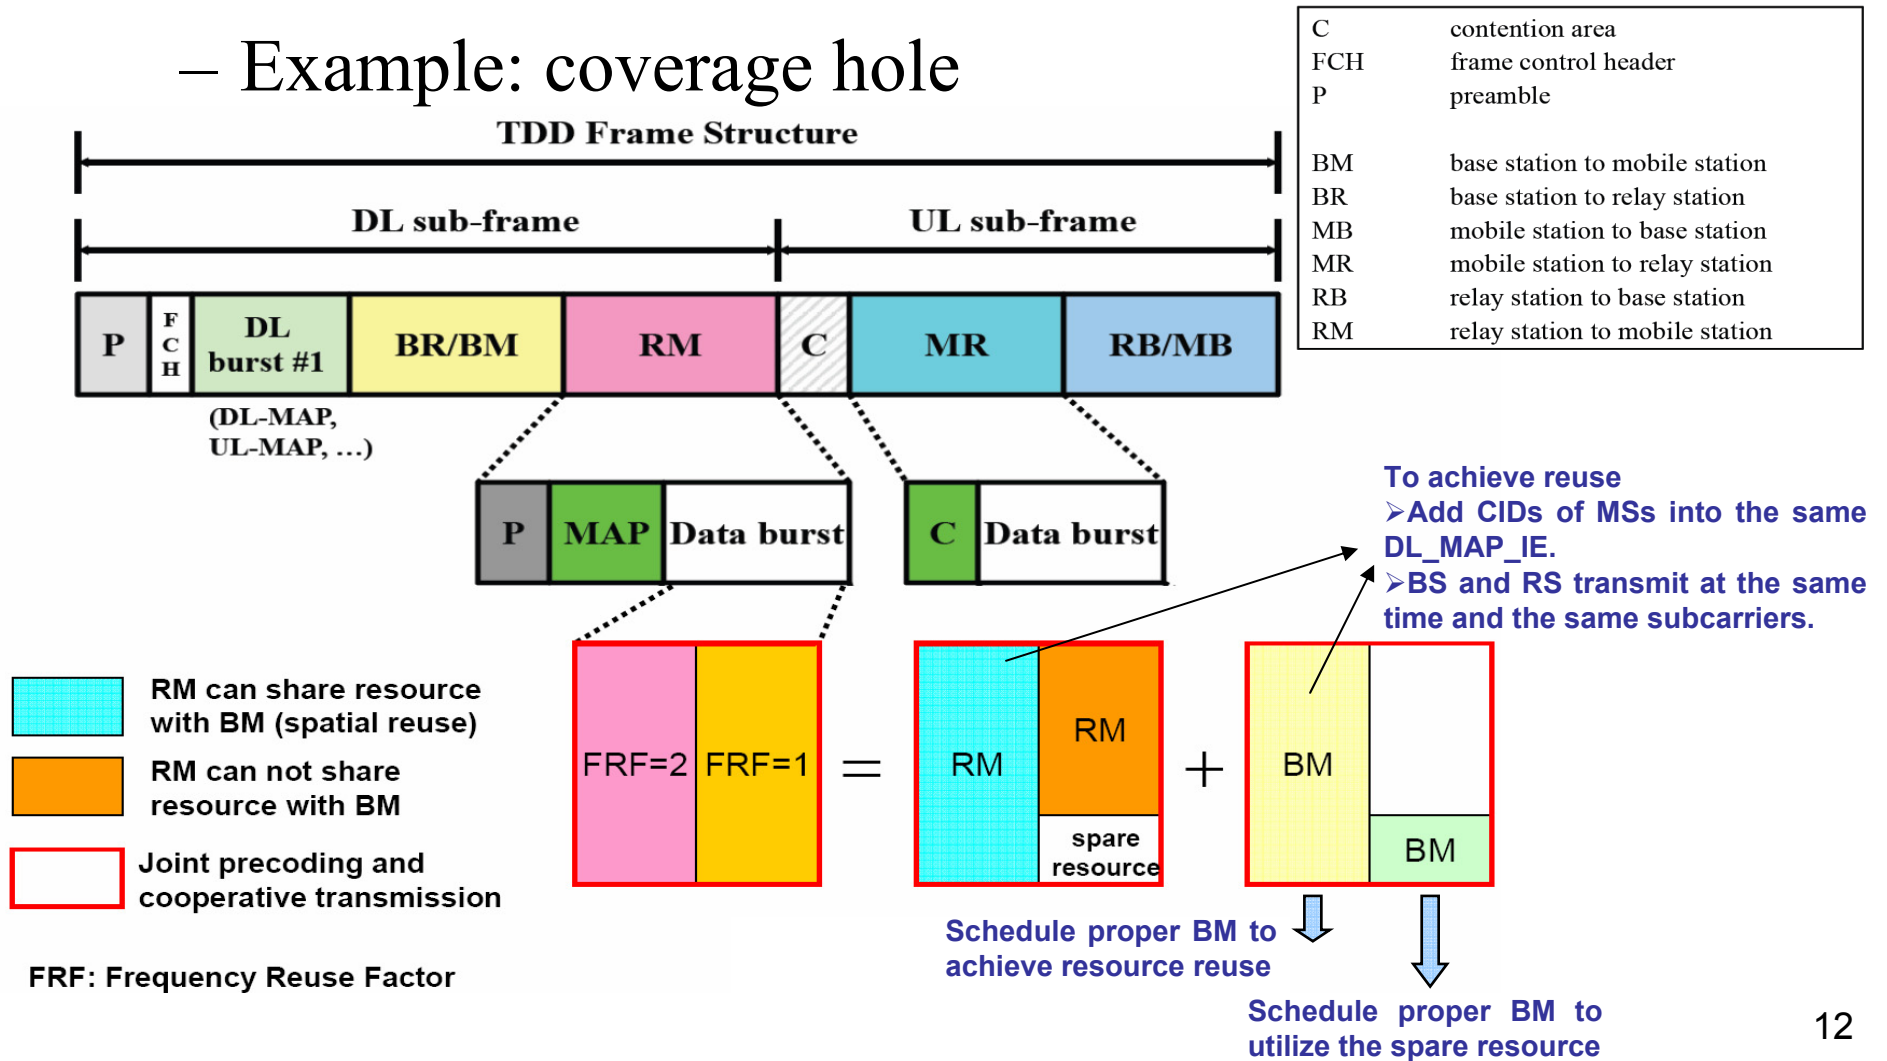 – Example: coverage hole
C contention area
FCH frame control header
P preamble
BM base station to mobile station
BR base station to relay station
MB mobile station to base station
MR mobile station to relay station
RB relay station to base station
RM relay station to mobile station
TDD Frame Structure
DL sub-frame
UL sub-frame
P
F
C
H
DL
burst #1
BR/BM
RM
C
MR
RB/MB
(DL-MAP,
UL-MAP, …)
P
MAP
Data burst
C
Data burst
To achieve reuse
➢Add CIDs of MSs into the same
DL_MAP_IE.
➢BS and RS transmit at the same
time and the same subcarriers.
RM can share resource
with BM (spatial reuse)
RM can not share
resource with BM
Joint precoding and
cooperative transmission
FRF: Frequency Reuse Factor
FRF=2
FRF=1
=
RM
RM
spare
resource
+
BM
BM
Schedule proper BM to
achieve resource reuse
Schedule proper BM to
utilize the spare resource
12